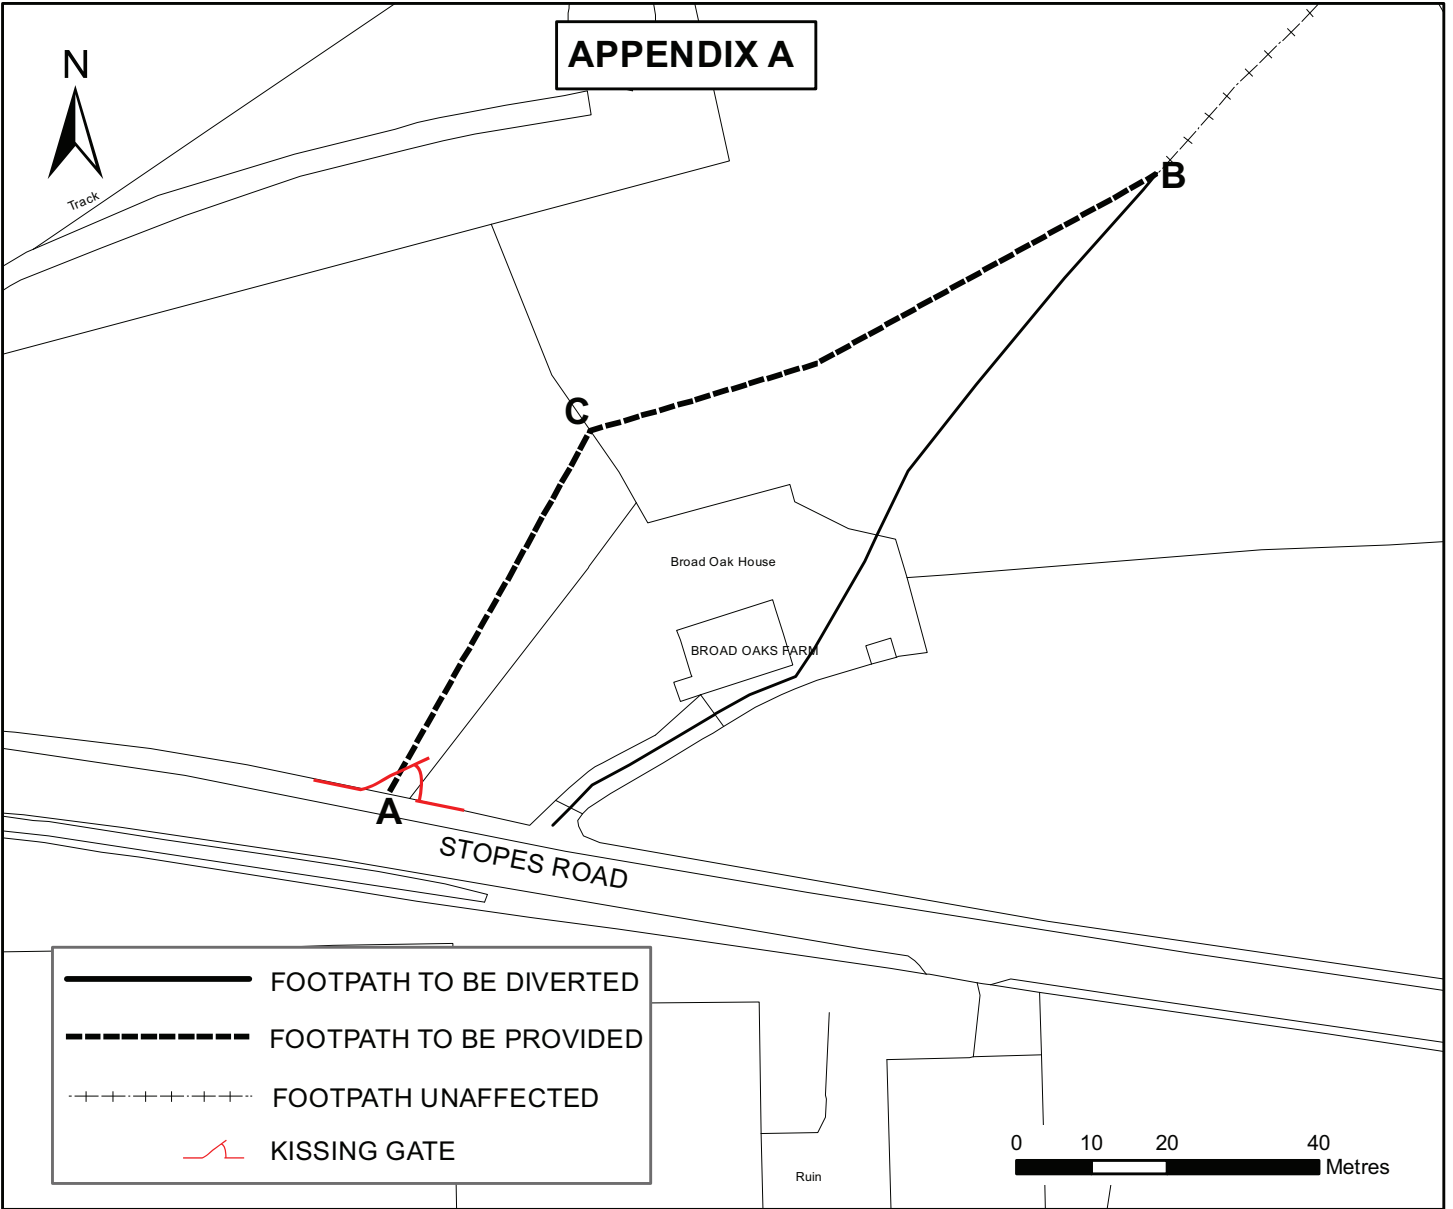 APPENDIX A
N
Track
B
C
Broad Oak House
BROAD OAKS FARM
A
STOPES ROAD
FOOTPATH TO BE DIVERTED
FOOTPATH TO BE PROVIDED
FOOTPATH UNAFFECTED
KISSING GATE
0 10 20 40
Metres
Ruin